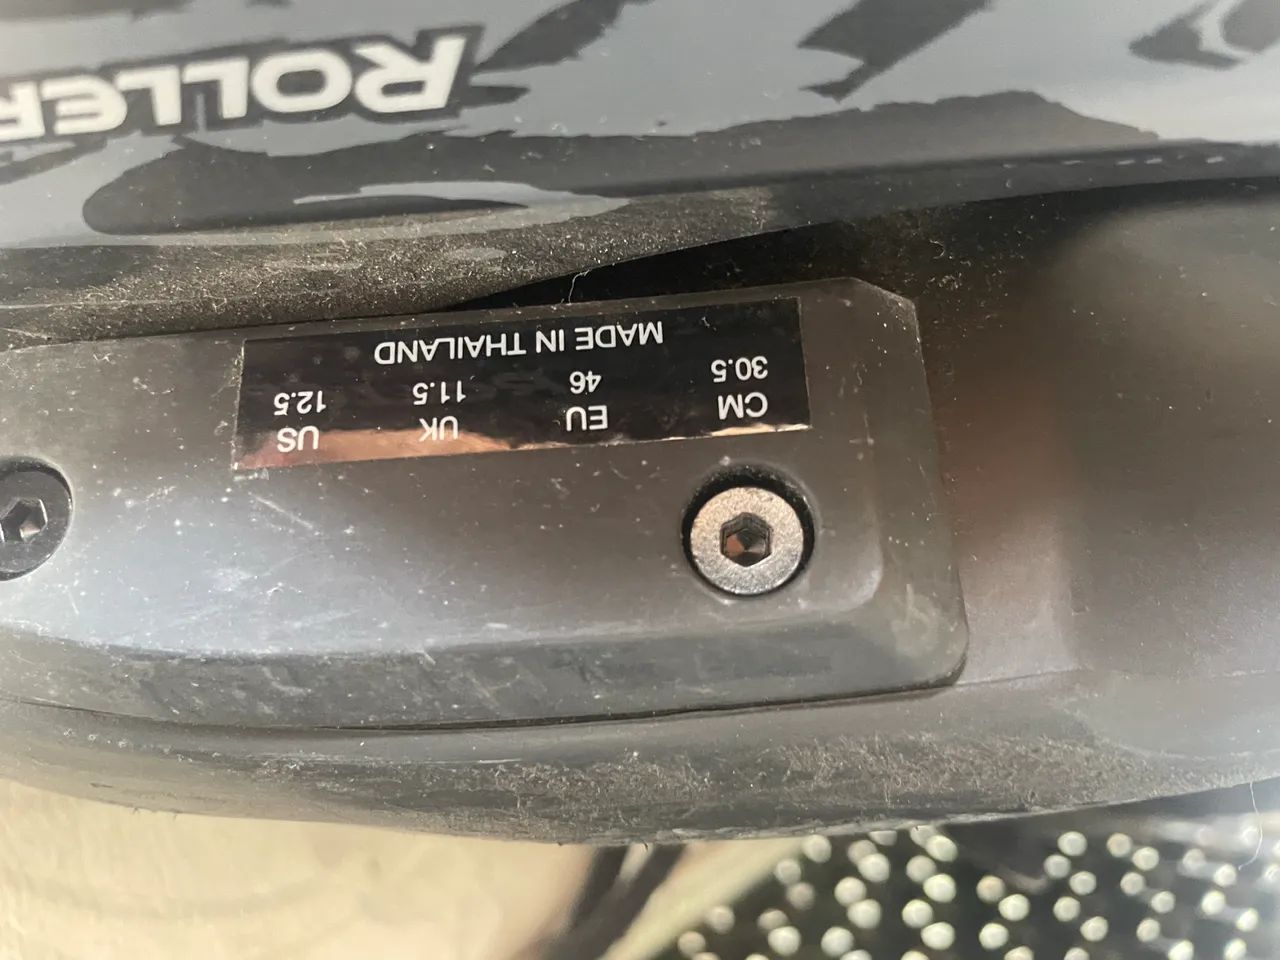 CM EU UK US
30.5 46 11.5 12.5
MADE IN THAILAND
ROLLER